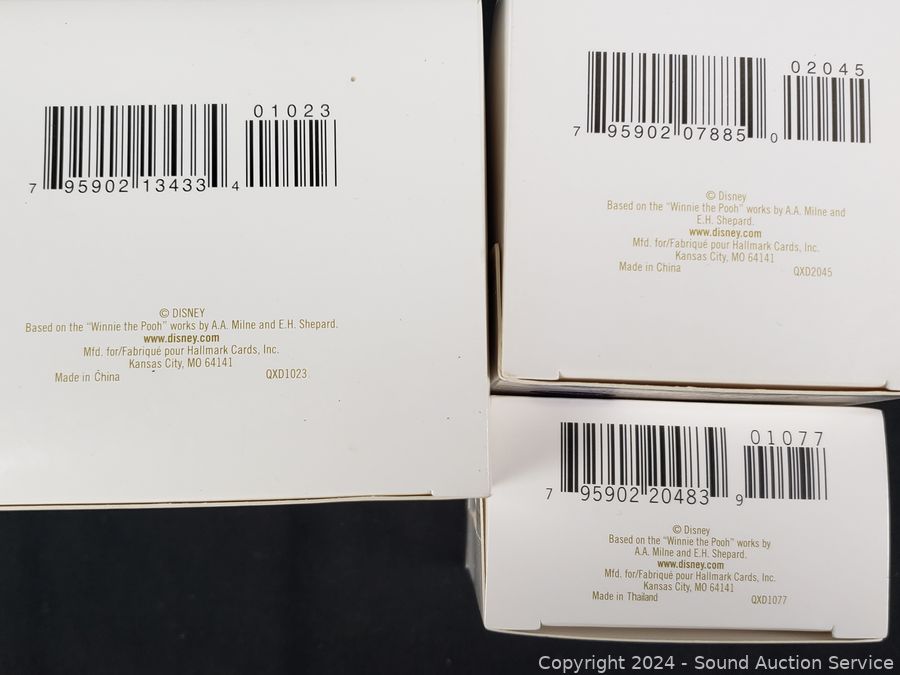 01023
7 95902 13433 4
© DISNEY
Based on the "Winnie the Pooh" works by A.A. Milne and E.H. Shepard.
www.disney.com
Mfd. for/Fabriqué pour Hallmark Cards, Inc.
Kansas City, MO 64141
Made in China QXD1023
02045
7 95902 07885 0
© Disney
Based on the "Winnie the Pooh" works by A.A. Milne and
E.H. Shepard.
www.disney.com
Mfd. for/Fabriqué pour Hallmark Cards, Inc.
Kansas City, MO 64141
Made in China QXD2045
01077
7 95902 20483 9
© Disney
Based on the "Winnie the Pooh" works by
A.A. Milne and E.H. Shepard.
www.disney.com
Mfd. for/Fabriqué pour Hallmark Cards, Inc.
Kansas City, MO 64141
Made in Thailand QXD1077
Copyright 2024 - Sound Auction Service